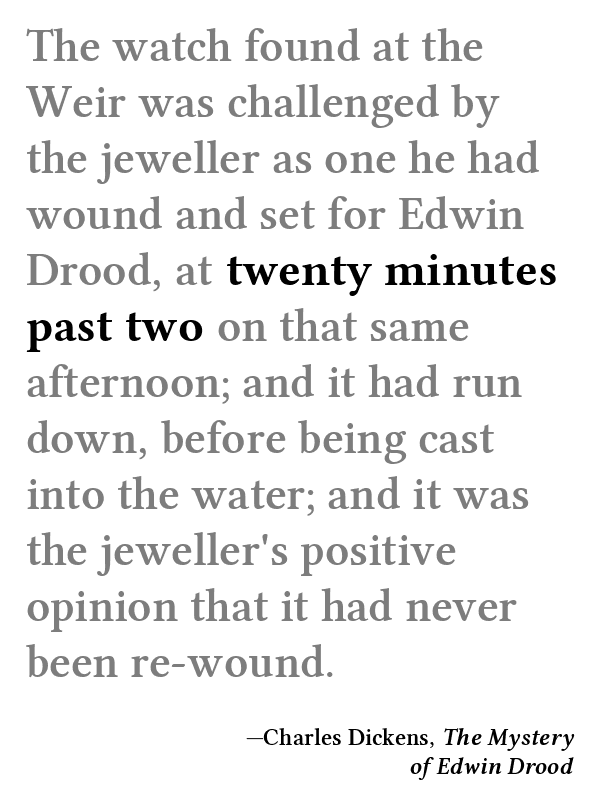 The watch found at the
Weir was challenged by
the jeweller as one he had
wound and set for Edwin
Drood, at twenty minutes
past two on that same
afternoon; and it had run
down, before being cast
into the water; and it was
the jeweller's positive
opinion that it had never
been re-wound.
—Charles Dickens, The Mystery
of Edwin Drood